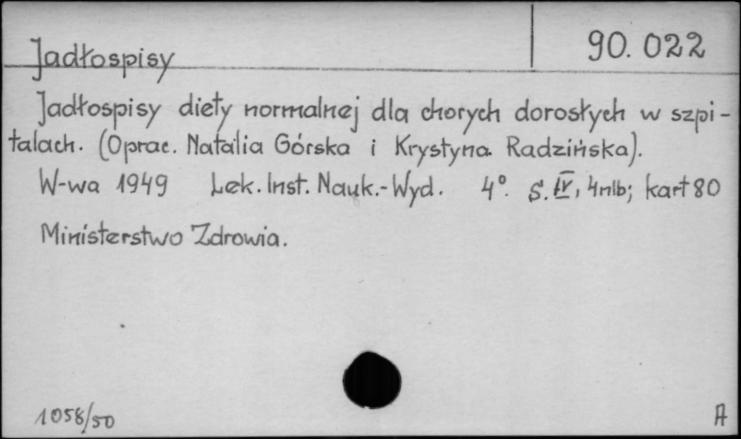 90.022
Jadłospisy
Jadłospisy diety normalnej dla chorych dorosłych w szpi-
talach. (Oprac. Natalia Górska i Krystyna Radzińska).
W-wa 1949 Lek. Inst. Nauk.-Wyd. 4°. S. IV, 4nlb; kart 80
Ministerstwo Zdrowia.
1058/50 A